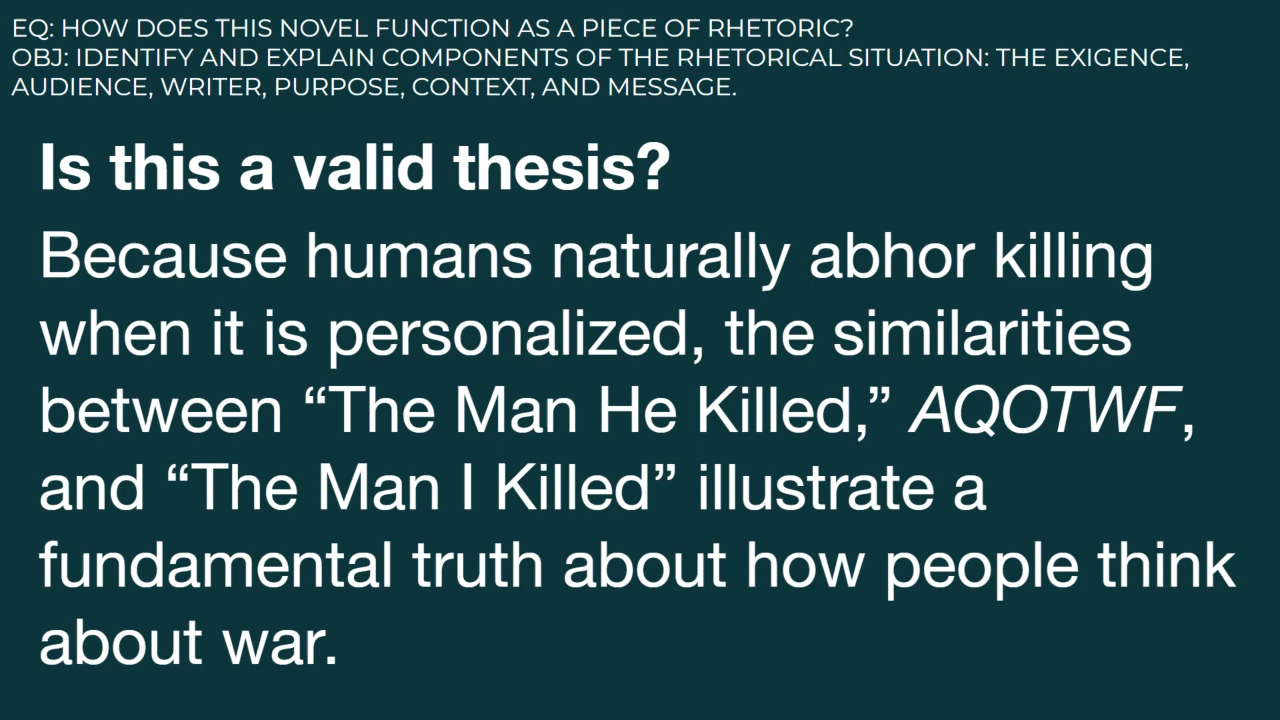 EQ: HOW DOES THIS NOVEL FUNCTION AS A PIECE OF RHETORIC?
OBJ: IDENTIFY AND EXPLAIN COMPONENTS OF THE RHETORICAL SITUATION: THE EXIGENCE,
AUDIENCE, WRITER, PURPOSE, CONTEXT, AND MESSAGE.
Is this a valid thesis?
Because humans naturally abhor killing
when it is personalized, the similarities
between “The Man He Killed,” AQOTWF,
and “The Man I Killed” illustrate a
fundamental truth about how people think
about war.